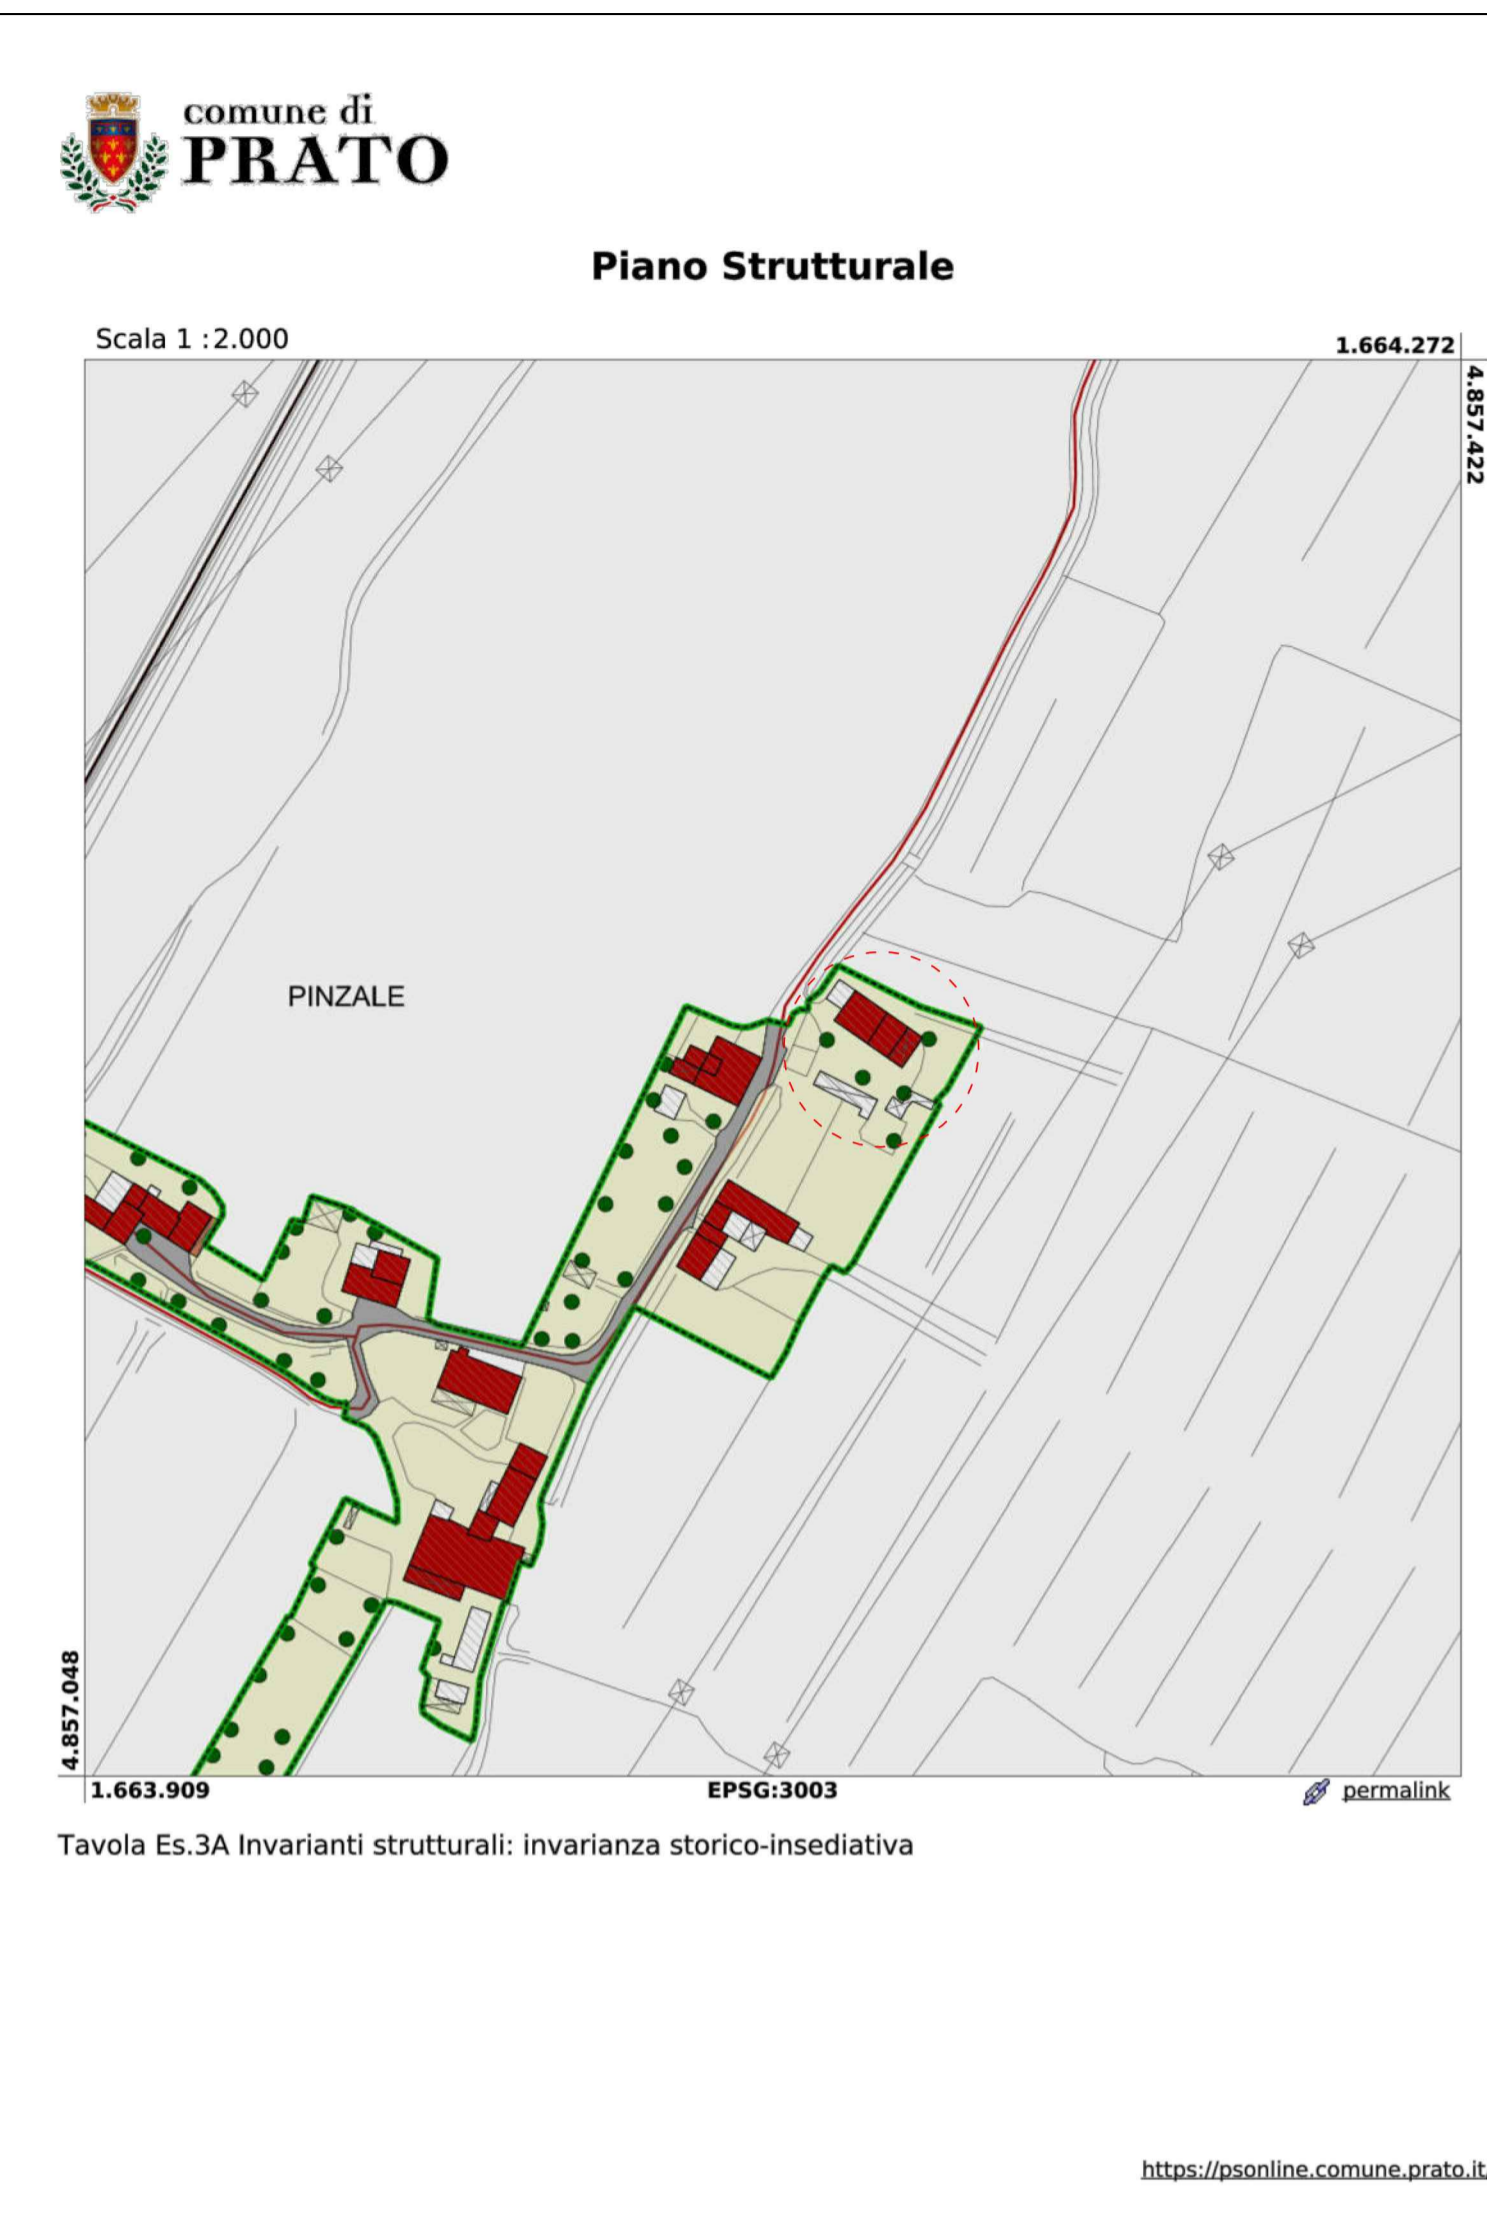 comune di
PRATO
Piano Strutturale
Scala 1 : 2.000
1.664.272
4.857.422
PINZALE
4.857.048
1.663.909
EPSG:3003
permalink
Tavola Es.3A Invarianti strutturali: invarianza storico-insediativa
https://psonline.comune.prato.it